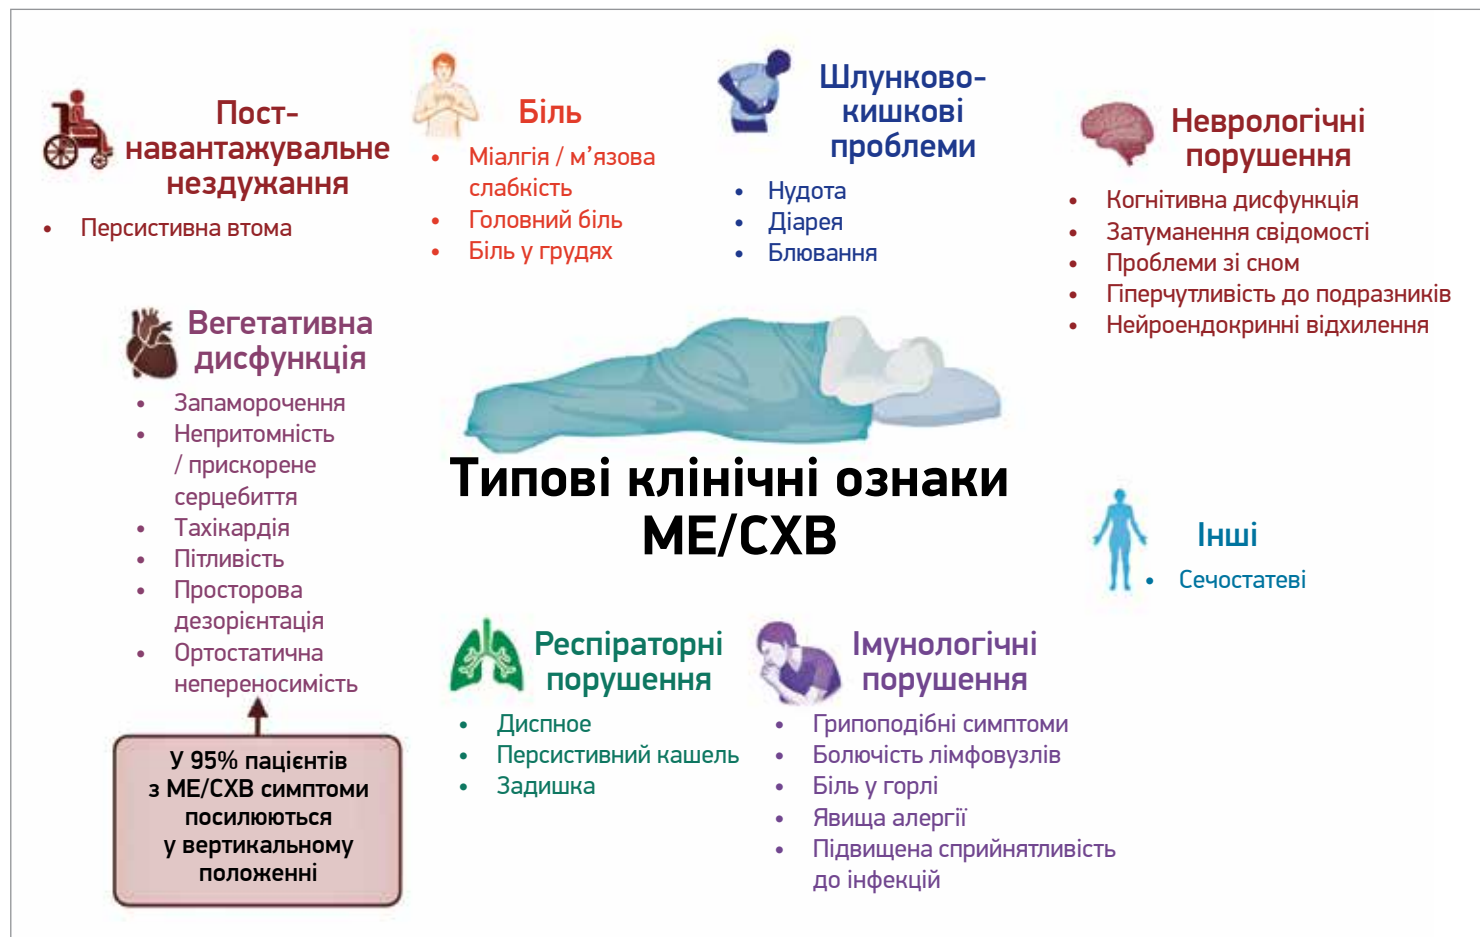 Пост-
навантажувальне
нездужання
• Персистивна втома
Біль
• Міалгія / м’язова
слабкість
• Головний біль
• Біль у грудях
Шлунково-
кишкові
проблеми
• Нудота
• Діарея
• Блювання
Неврологічні
порушення
• Когнітивна дисфункція
• Затуманення свідомості
• Проблеми зі сном
• Гіперчутливість до подразників
• Нейроендокринні відхилення
Вегетативна
дисфункція
• Запаморочення
• Непритомність
/ прискорене
серцебиття
• Тахікардія
• Пітливість
• Просторова
дезорієнтація
• Ортостатична
непереносимість
У 95% пацієнтів
з МЕ/СХВ симптоми
посилюються
у вертикальному
положенні
Типові клінічні ознаки
МЕ/СХВ
Інші
• Сечостатеві
Респіраторні
порушення
• Диспное
• Персистивний кашель
• Задишка
Імунологічні
порушення
• Грипоподібні симптоми
• Болючість лімфовузлів
• Біль у горлі
• Явища алергії
• Підвищена сприйнятливість
до інфекцій